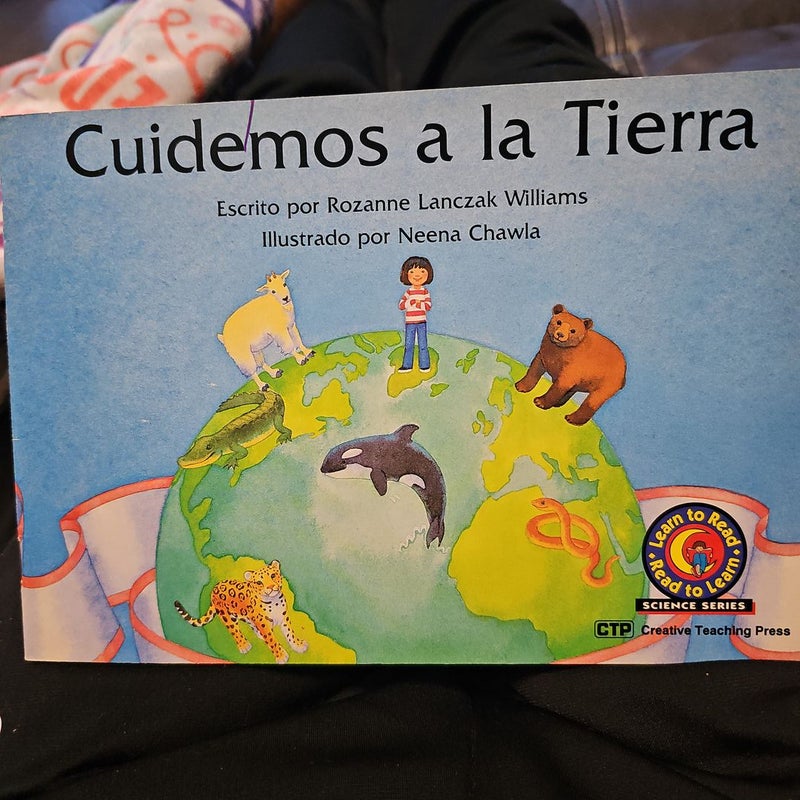 Cuidemos a la Tierra
Escrito por Rozanne Lanczak Williams
Illustrado por Neena Chawla
Learn to Read
Read to Learn
SCIENCE SERIES
CTP Creative Teaching Press